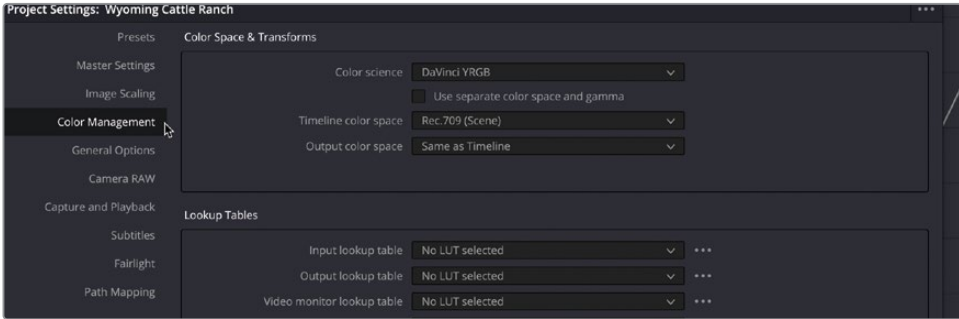 Project Settings: Wyoming Cattle Ranch
Presets
Master Settings
Image Scaling
Color Management
General Options
Camera RAW
Capture and Playback
Subtitles
Fairlight
Path Mapping
Color Space & Transforms
Color science DaVinci YRGB
Use separate color space and gamma
Timeline color space Rec.709 (Scene)
Output color space Same as Timeline
Lookup Tables
Input lookup table No LUT selected
Output lookup table No LUT selected
Video monitor lookup table No LUT selected